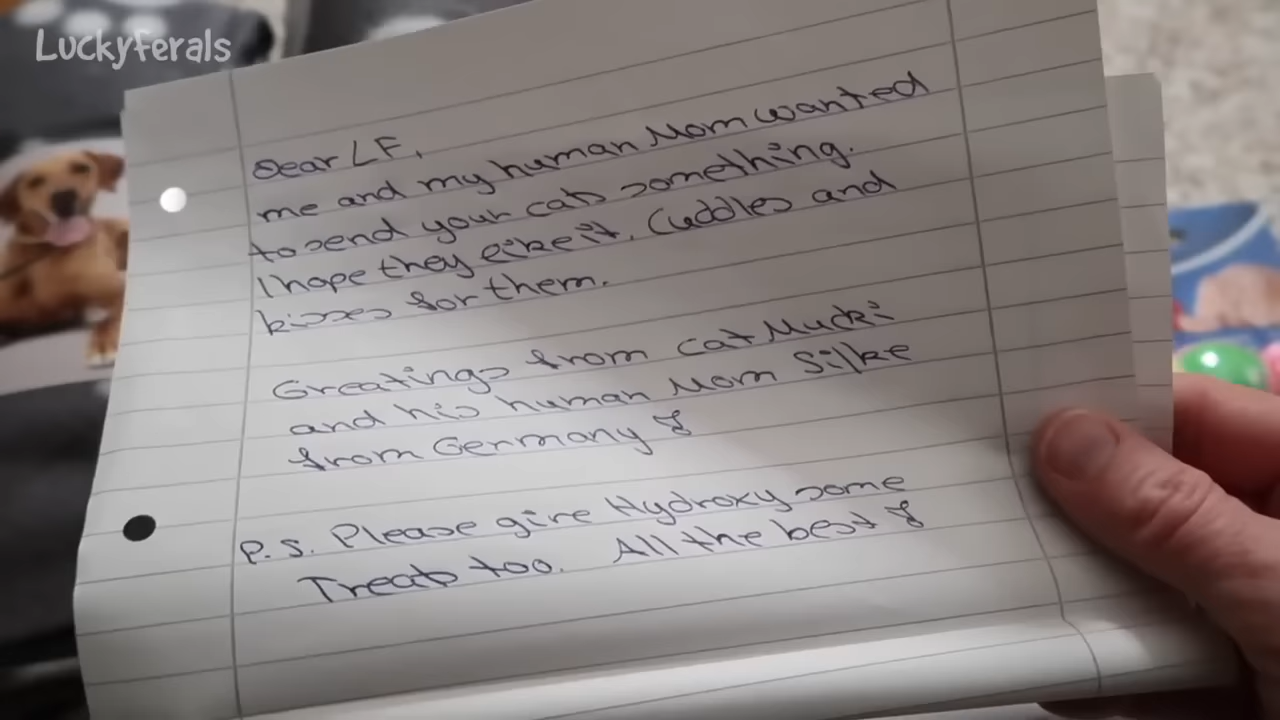 Luckyferals
Dear LF,
me and my human Mom wanted
to send your cats something.
I hope they like it. Cuddles and
kisses for them.
Greatings from cat Mucki
and his human Mom Silke
from Germany
P.S. Please give Hydroxy some
Treats too. All the best